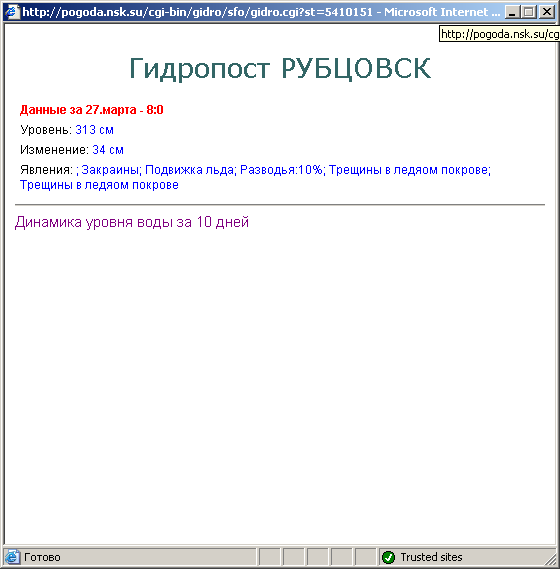 http://pogoda.nsk.su/cgi-bin/gidro/sfo/gidro.cgi?st=5410151 - Microsoft Internet ...
http://pogoda.nsk.su/cg
Гидропост РУБЦОВСК
Данные за 27.марта - 8:0
Уровень: 313 см
Изменение: 34 см
Явления: ; Закраины; Подвижка льда; Разводья:10%; Трещины в ледяом покрове;
Трещины в ледяом покрове
Динамика уровня воды за 10 дней
Готово
Trusted sites